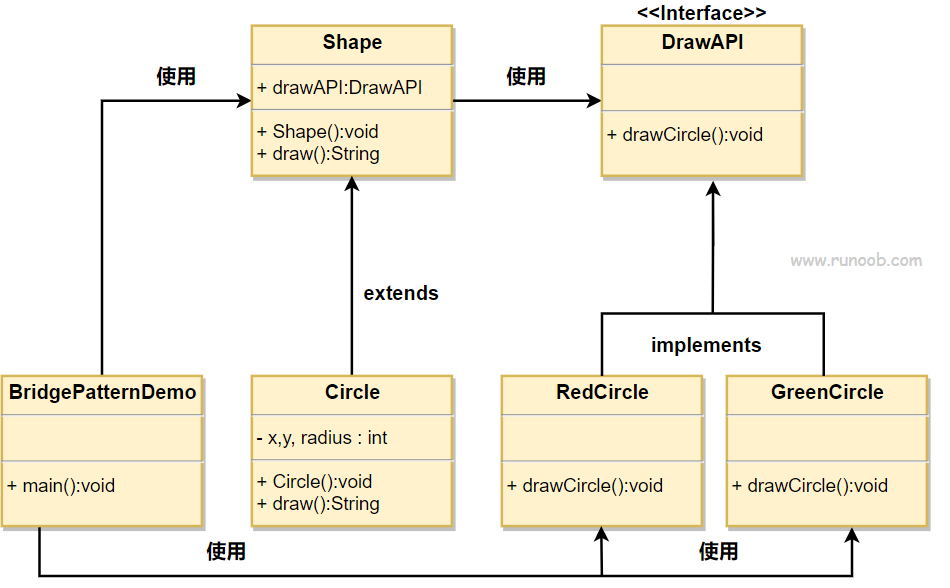 <<Interface>>
Shape
DrawAPI
使用
+ drawAPI:DrawAPI
使用
+ Shape():void
+ draw():String
+ drawCircle():void
www.runoob.com
extends
implements
BridgePatternDemo
Circle
RedCircle
GreenCircle
- x,y, radius : int
+ main():void
+ Circle():void
+ draw():String
+ drawCircle():void
+ drawCircle():void
使用
使用